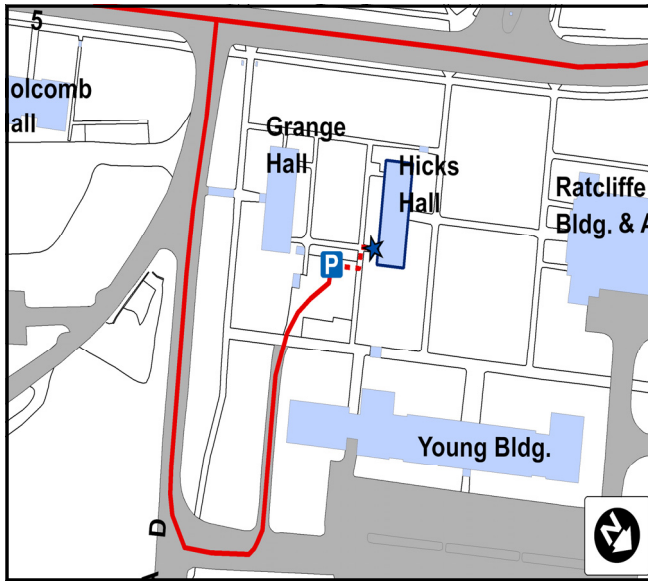 5
olcomb
all
Grange
Hall
Hicks
Hall
Ratcliffe
Bldg. & A
P
Young Bldg.
D
A